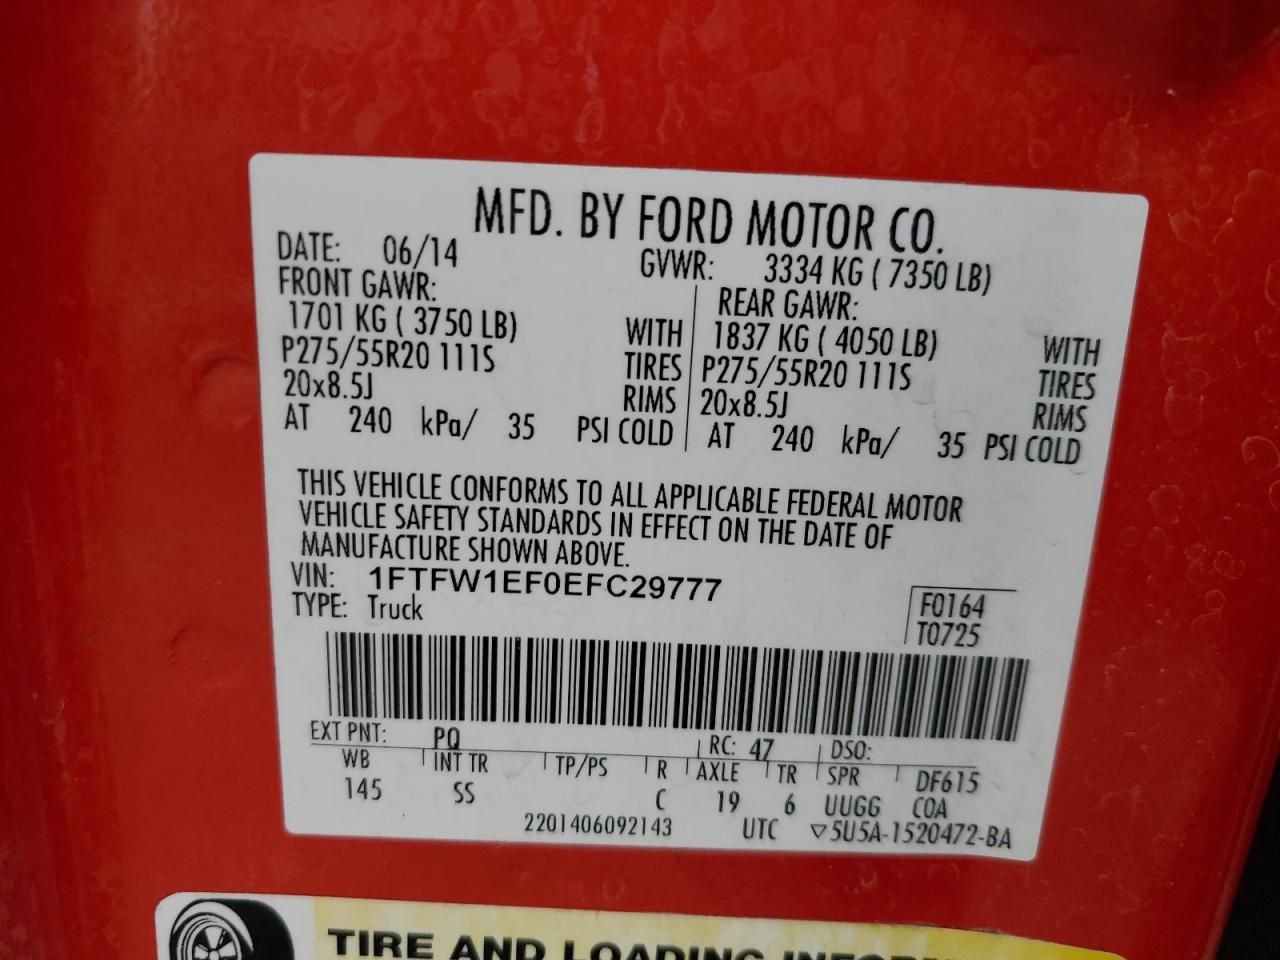 MFD. BY FORD MOTOR CO.
DATE: 06/14 GVWR: 3334 KG ( 7350 LB)
FRONT GAWR: REAR GAWR:
1701 KG ( 3750 LB) WITH 1837 KG ( 4050 LB) WITH
P275/55R20 111S TIRES P275/55R20 111S TIRES
20x8.5J RIMS 20x8.5J RIMS
AT 240 kPa/ 35 PSI COLD AT 240 kPa/ 35 PSI COLD
THIS VEHICLE CONFORMS TO ALL APPLICABLE FEDERAL MOTOR
VEHICLE SAFETY STANDARDS IN EFFECT ON THE DATE OF
MANUFACTURE SHOWN ABOVE.
VIN: 1FTFW1EF0EFC29777
TYPE: Truck
F0164
T0725
EXT PNT: PQ RC: 47 DSO:
WB INT TR TP/PS R AXLE TR SPR DF615
145 SS C 19 6 UUGG COA
2201406092143 UTC ▽5U5A-1520472-BA
TIRE AND LOADING